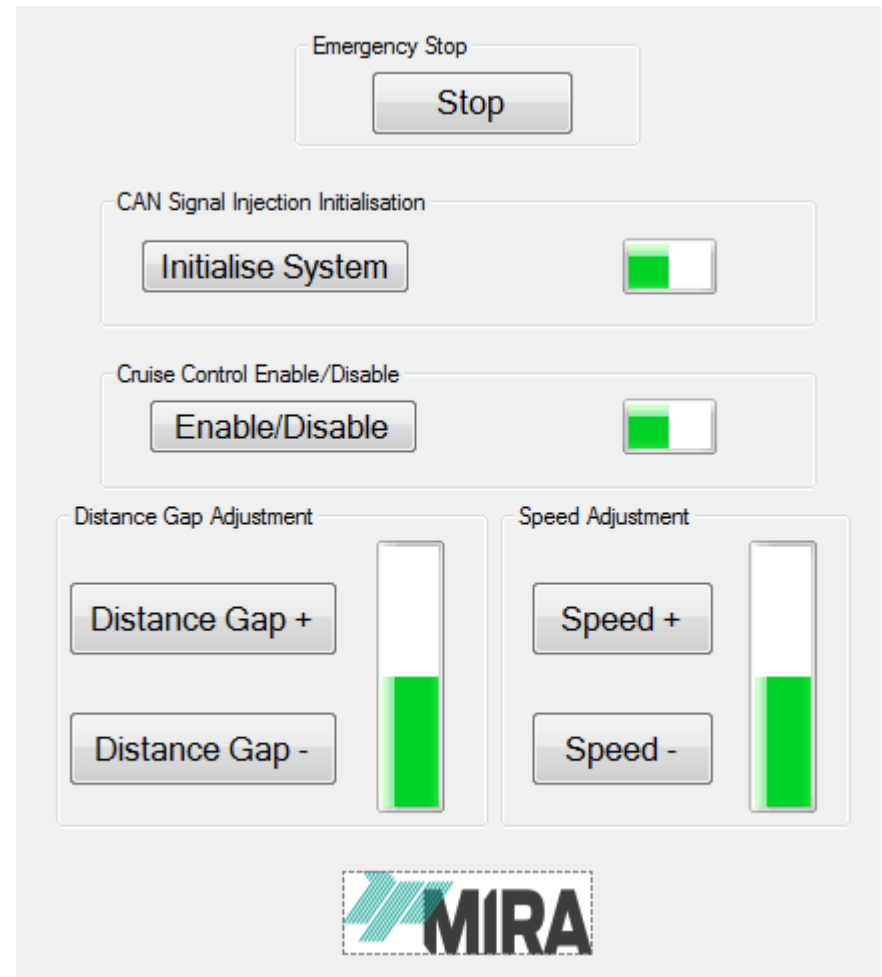 Emergency Stop
Stop
CAN Signal Injection Initialisation
Initialise System
Cruise Control Enable/Disable
Enable/Disable
Distance Gap Adjustment
Distance Gap +
Distance Gap -
Speed Adjustment
Speed +
Speed -
MIRA